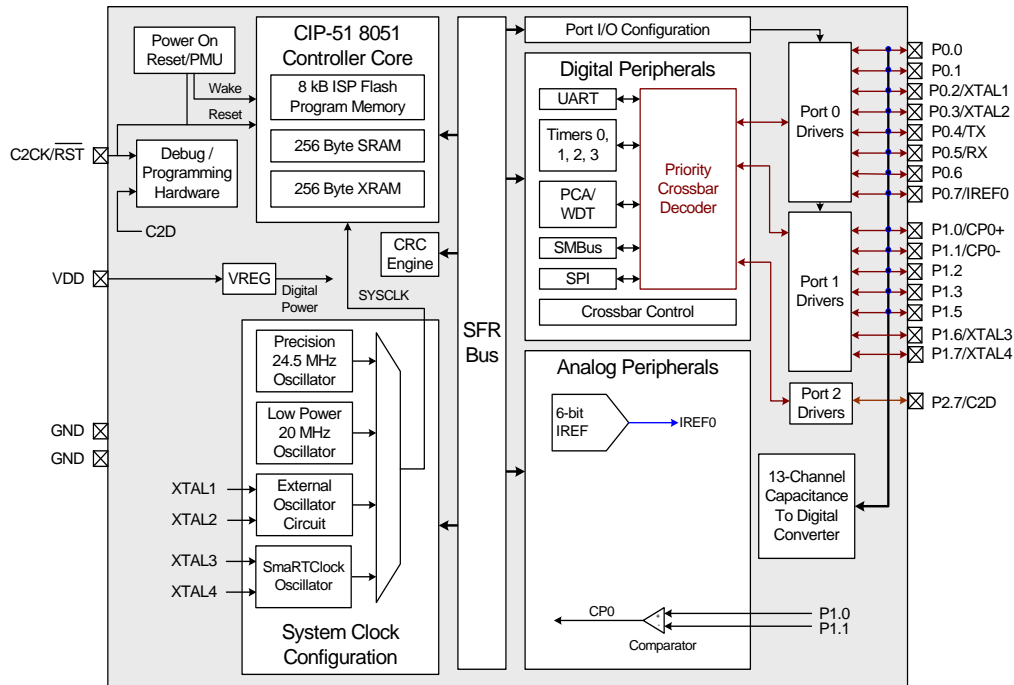 Power On
Reset/PMU
Wake
Reset
C2CK/RST
Debug /
Programming
Hardware
C2D
VDD
VREG
Digital
Power
GND
GND
CIP-51 8051
Controller Core
8 kB ISP Flash
Program Memory
256 Byte SRAM
256 Byte XRAM
CRC
Engine
SYSCLK
Precision
24.5 MHz
Oscillator
Low Power
20 MHz
Oscillator
XTAL1
XTAL2
External
Oscillator
Circuit
XTAL3
XTAL4
SmaRTClock
Oscillator
System Clock
Configuration
SFR
Bus
Port I/O Configuration
Digital Peripherals
UART
Timers 0,
1, 2, 3
PCA/
WDT
SMBus
SPI
Priority
Crossbar
Decoder
Crossbar Control
Analog Peripherals
6-bit
IREF
IREF0
CP0
+
-
Comparator
P1.0
P1.1
Port 0
Drivers
Port 1
Drivers
Port 2
Drivers
13-Channel
Capacitance
To Digital
Converter
P0.0
P0.1
P0.2/XTAL1
P0.3/XTAL2
P0.4/TX
P0.5/RX
P0.6
P0.7/IREF0
P1.0/CP0+
P1.1/CP0-
P1.2
P1.3
P1.5
P1.6/XTAL3
P1.7/XTAL4
P2.7/C2D